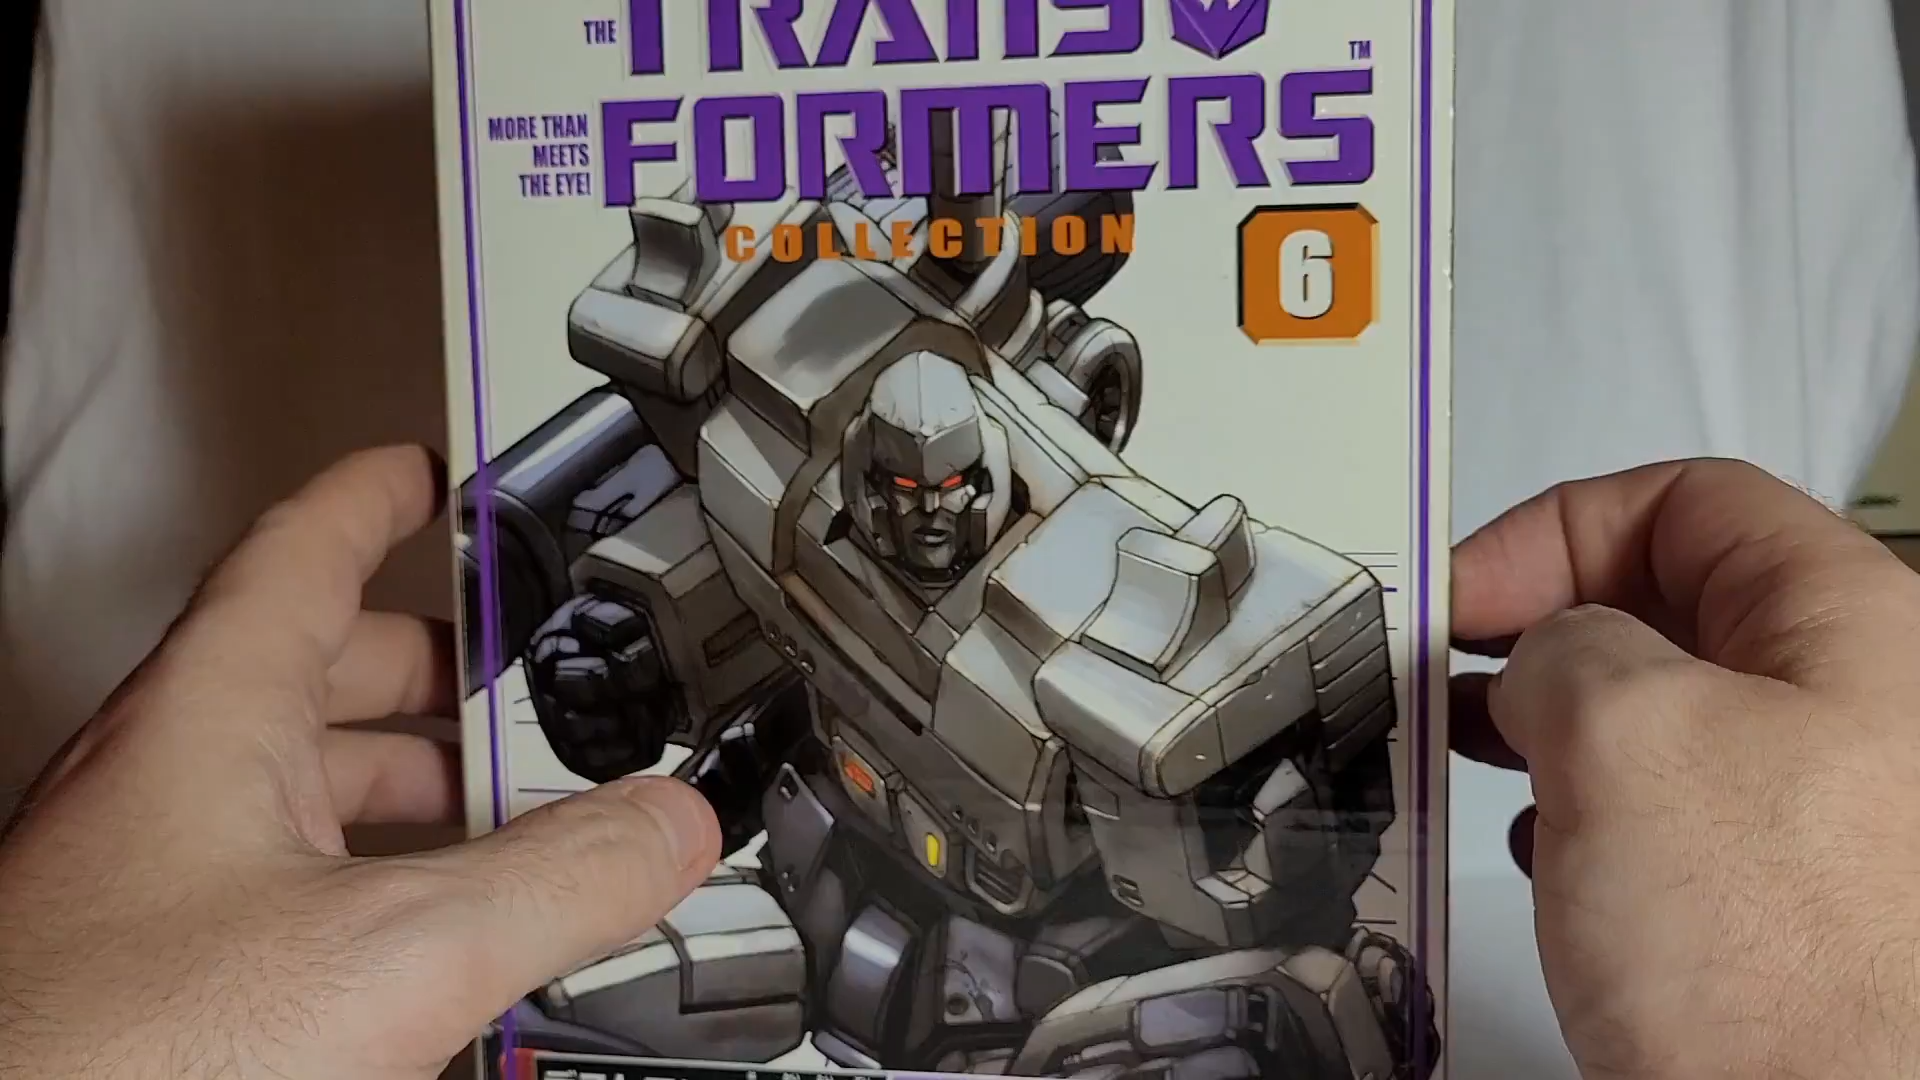 THE
TRANS
FORMERS
TM
MORE THAN
MEETS
THE EYE!
COLLECTION
6